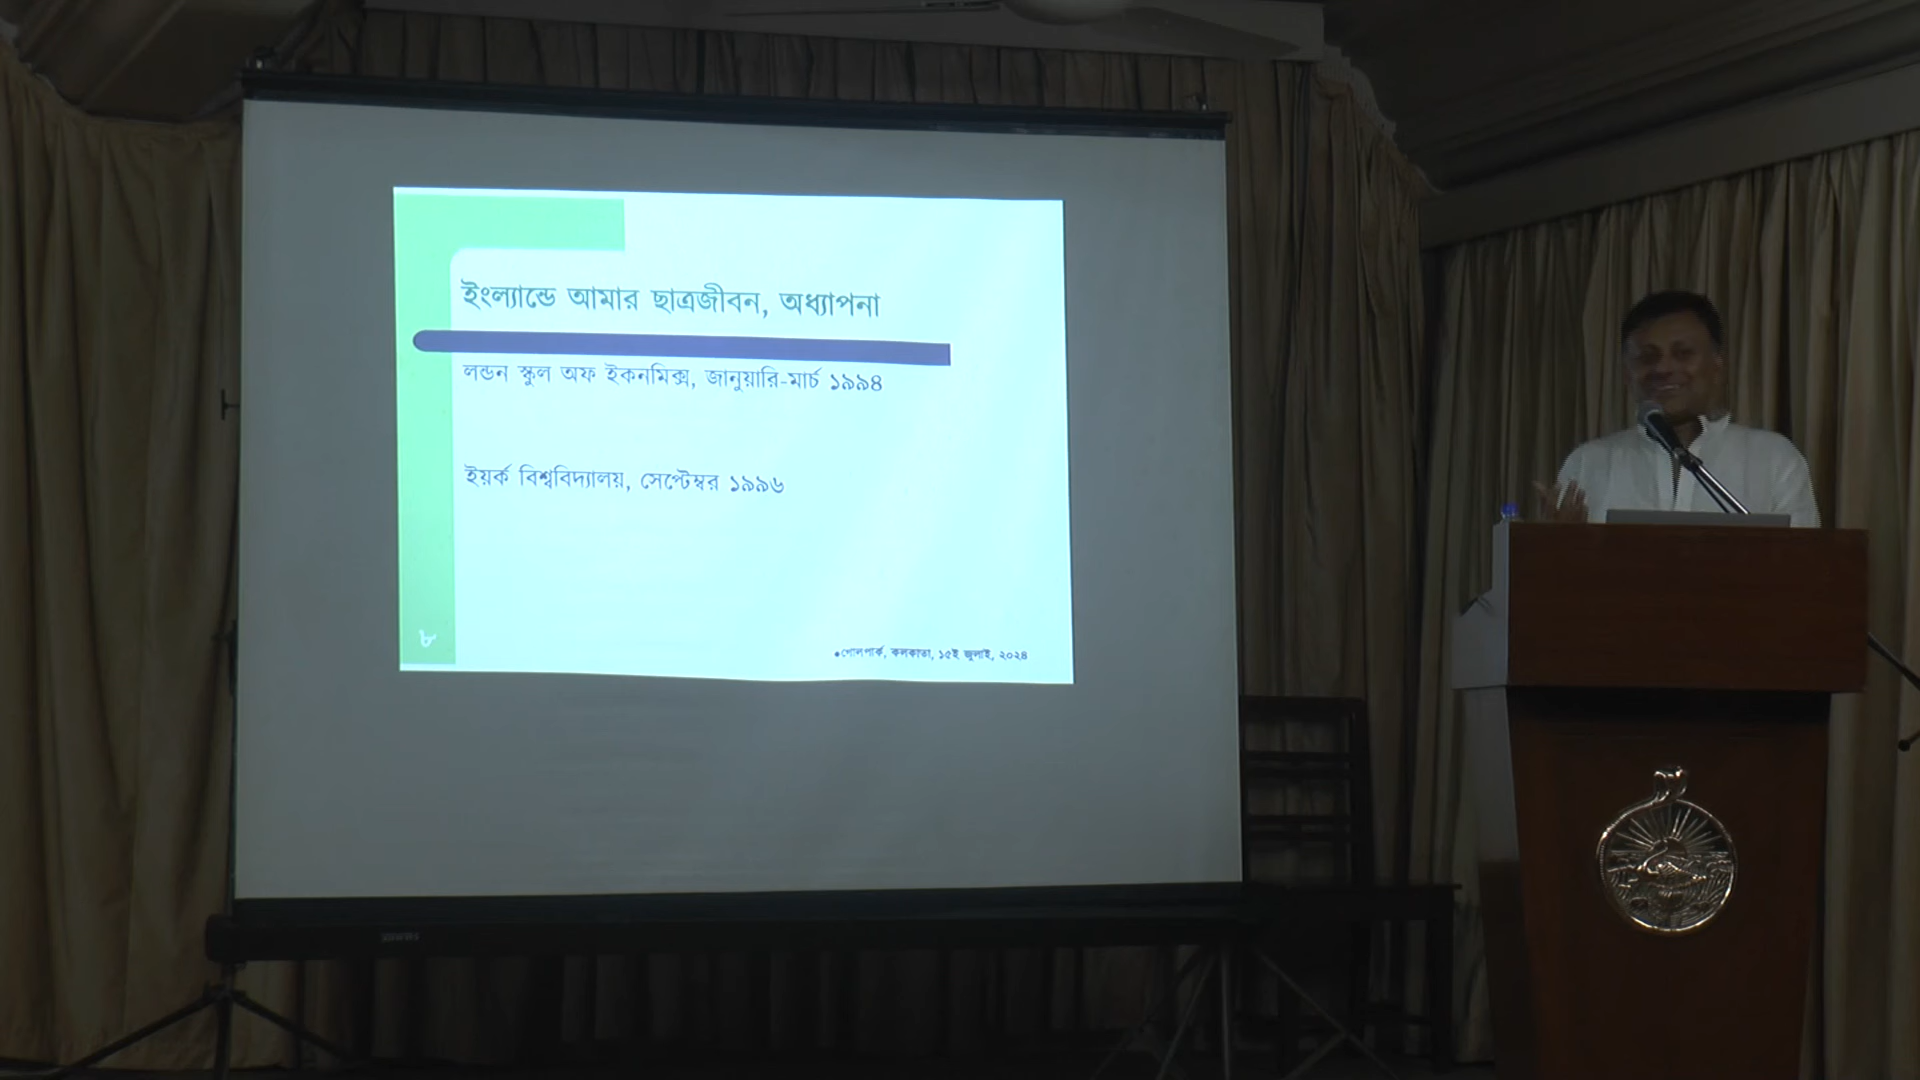 ইংল্যান্ডে আমার ছাত্রজীবন, অধ্যাপনা
লন্ডন স্কুল অফ ইকনমিক্স, জানুয়ারি-মার্চ ১৯৯৪
ইয়র্ক বিশ্ববিদ্যালয়, সেপ্টেম্বর ১৯৯৬
৮
•গোলপার্ক, কলকাতা, ১৫ই জুলাই, ২০২৪